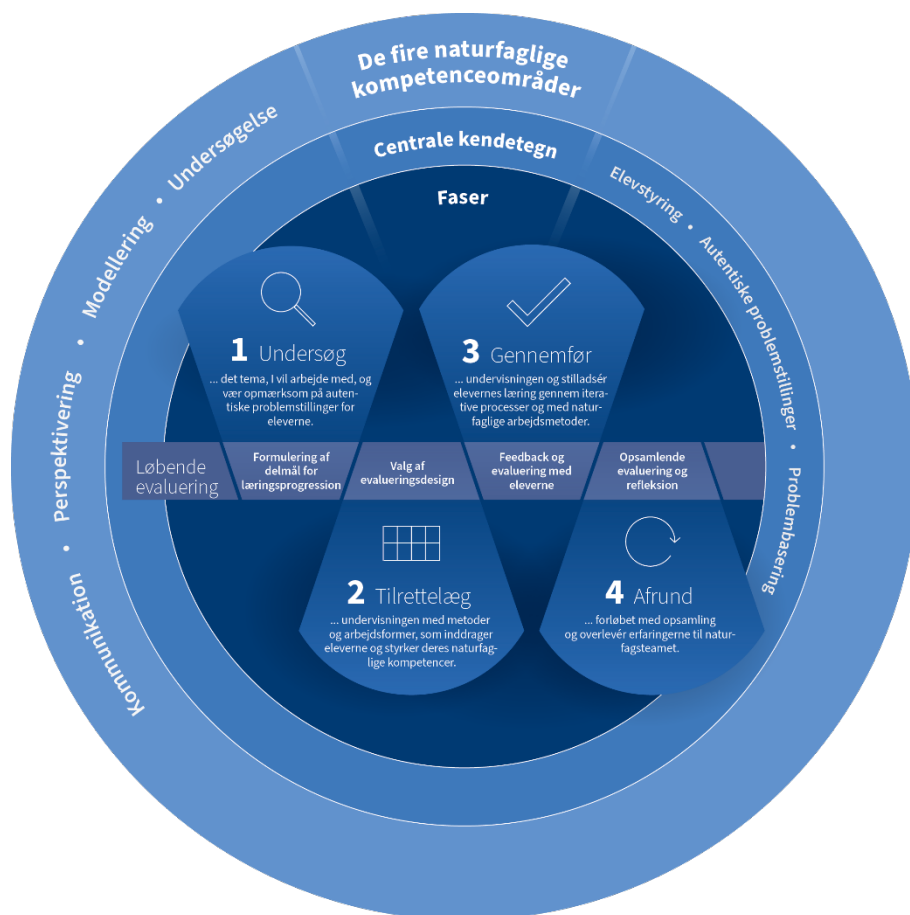 De fire naturfaglige
kompetenceområder
Kommunikation • Perspektivering • Modellering • Undersøgelse
Centrale kendetegn
Elevstyring • Autentiske problemstillinger • Problembasering
Faser
1 Undersøg
... det tema, I vil arbejde med, og
vær opmærksom på auten-
tiske problemstillinger for
eleverne.
3 Gennemfør
... undervisningen og stilladsér
elevernes læring gennem itera-
tive processer og med natur-
faglige arbejdsmetoder.
Løbende
evaluering
Formulering af
delmål for
læringsprogression
Valg af
evalueringsdesign
Feedback og
evaluering med
eleverne
Opsamlende
evaluering og
refleksion
2 Tilrettelæg
... undervisningen med metoder
og arbejdsformer, som inddrager
eleverne og styrker deres naturfag-
lige kompetencer.
4 Afrund
... forløbet med opsamling
og overlevér erfaringerne til natur-
fagsteamet.